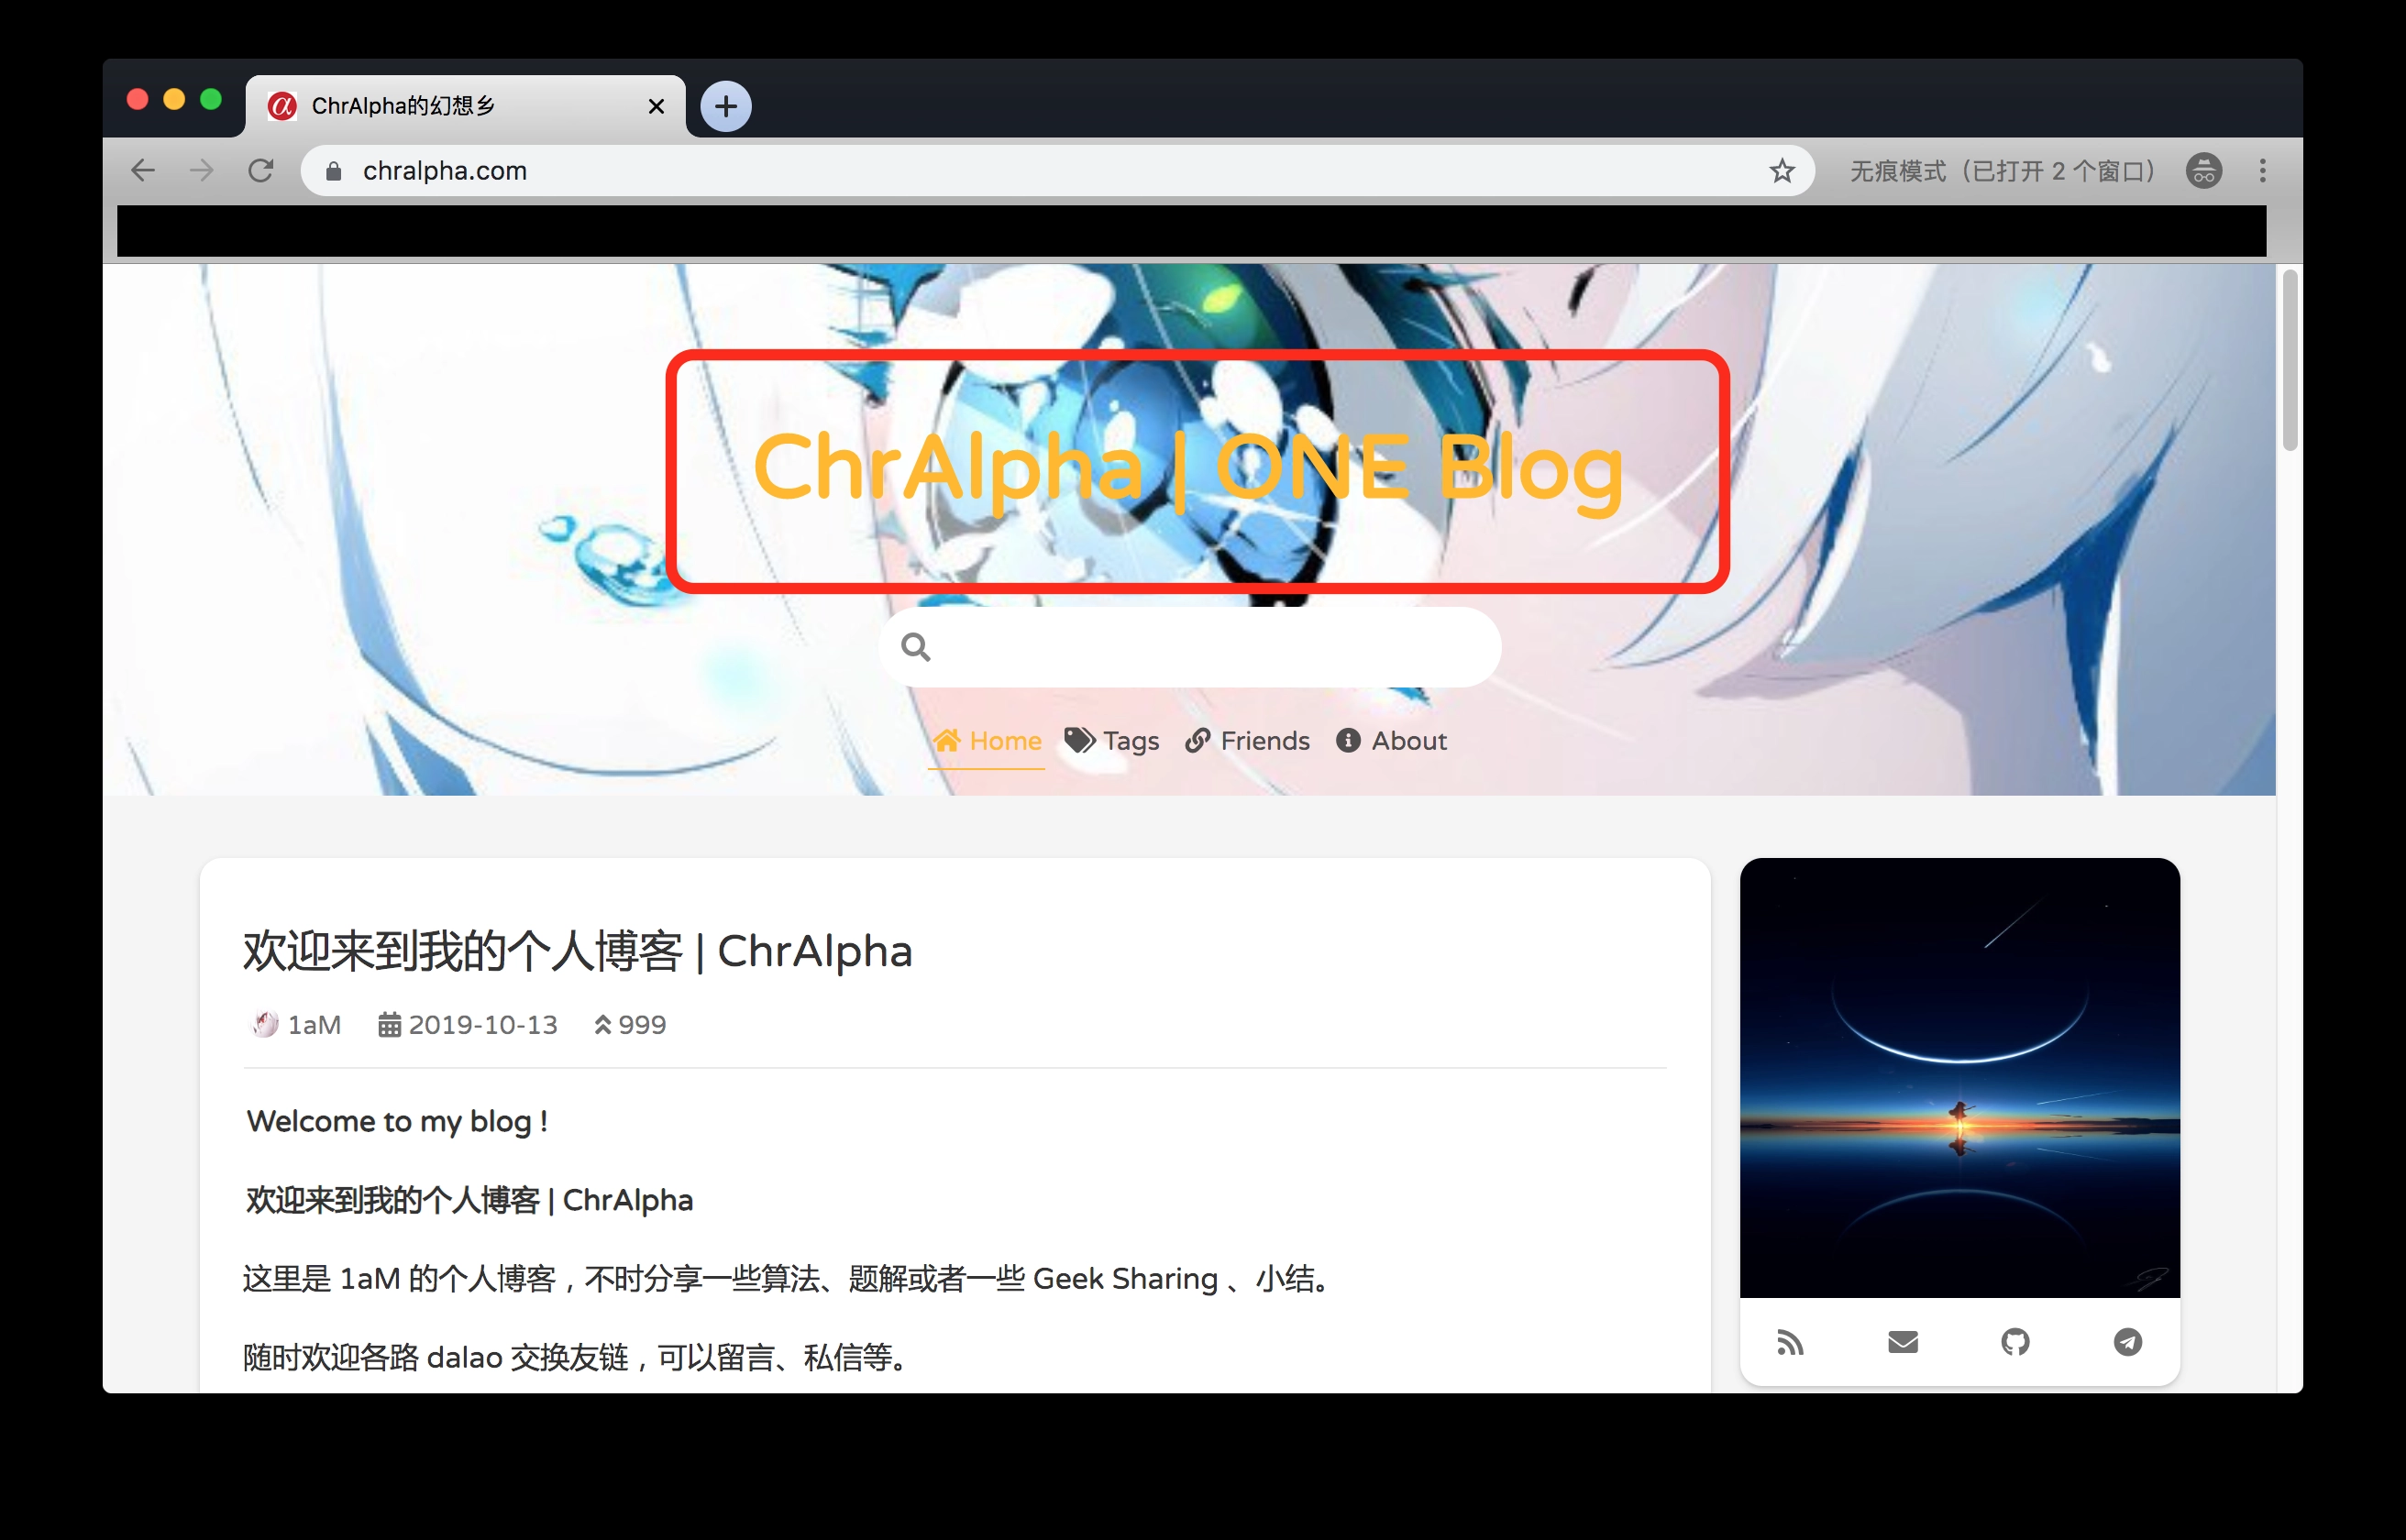 ChrAlpha的幻想乡
chralpha.com
无痕模式（已打开 2 个窗口）
ChrAlpha | ONE Blog
Home Tags Friends About
欢迎来到我的个人博客 | ChrAlpha
1aM 2019-10-13 999
Welcome to my blog !
欢迎来到我的个人博客 | ChrAlpha
这里是 1aM 的个人博客，不时分享一些算法、题解或者一些 Geek Sharing 、小结。
随时欢迎各路 dalao 交换友链，可以留言、私信等。